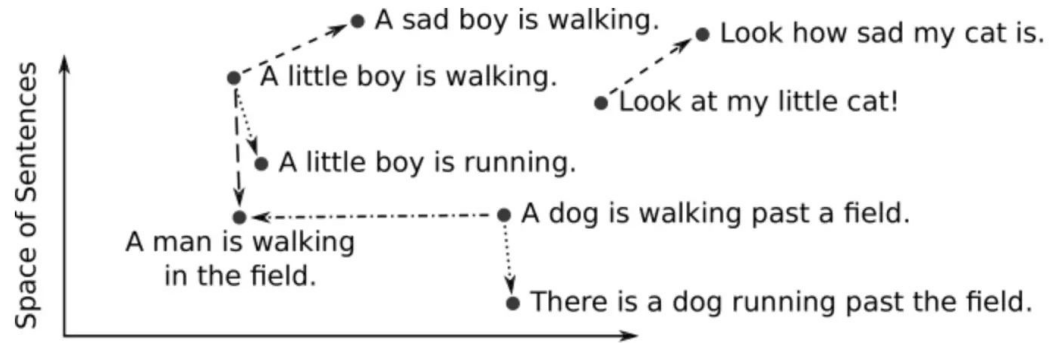 A sad boy is walking.
Look how sad my cat is.
A little boy is walking.
Look at my little cat!
A little boy is running.
A dog is walking past a field.
A man is walking
in the field.
There is a dog running past the field.
Space of Sentences